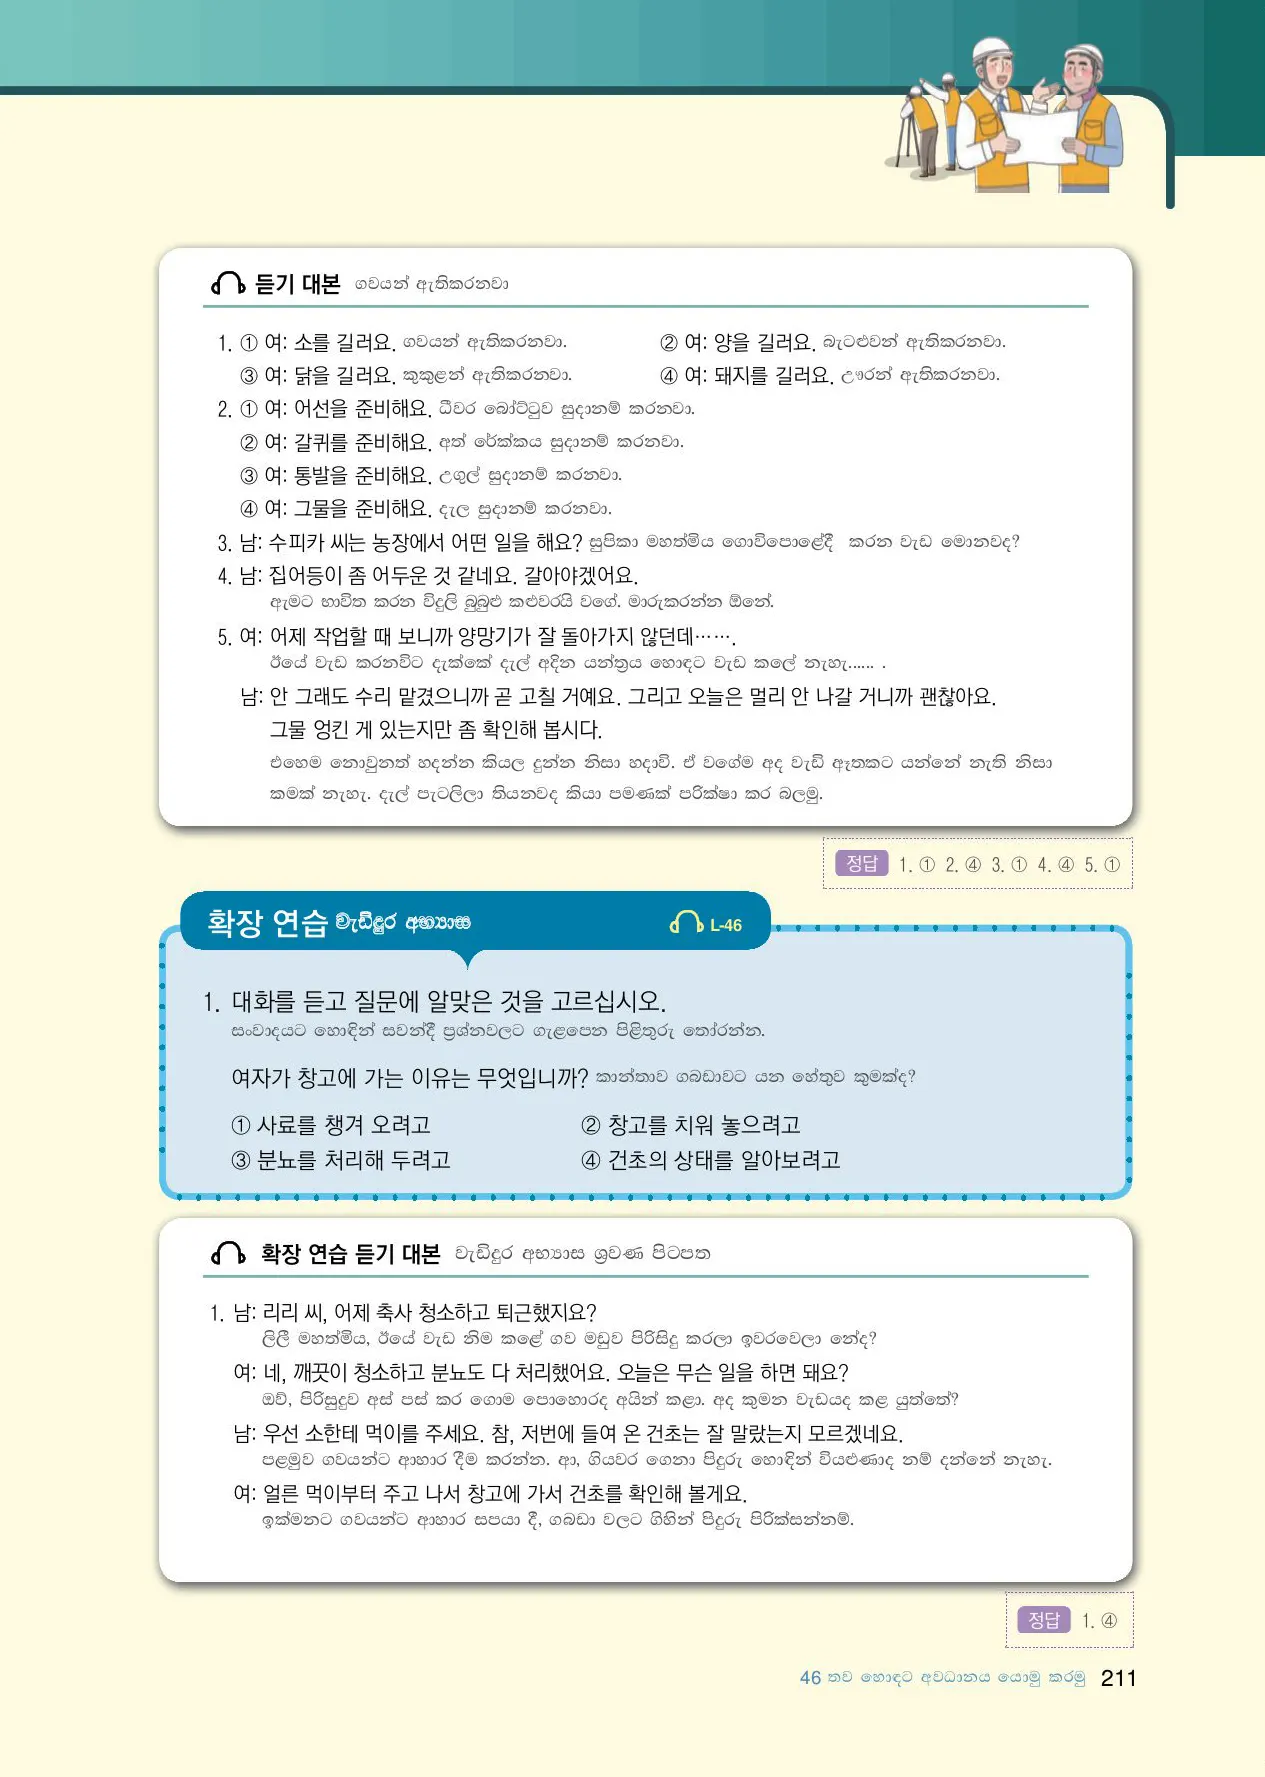 듣기 대본 ගවයන් ඇතිකරනවා
1. ① 여: 소를 길러요. ගවයන් ඇතිකරනවා. ② 여: 양을 길러요. බැටළුවන් ඇතිකරනවා.
③ 여: 닭을 길러요. කුකුළන් ඇතිකරනවා. ④ 여: 돼지를 길러요. ඌරන් ඇතිකරනවා.
2. ① 여: 어선을 준비해요. ධීවර බෝට්ටුව සුදානම් කරනවා.
② 여: 갈퀴를 준비해요. අත් රේක්කය සුදානම් කරනවා.
③ 여: 통발을 준비해요. උගුල් සුදානම් කරනවා.
④ 여: 그물을 준비해요. දැල සුදානම් කරනවා.
3. 남: 수피카 씨는 농장에서 어떤 일을 해요? සුපිකා මහත්මිය ගොවිපොළේදී කරන වැඩ මොනවද?
4. 남: 집어등이 좀 어두운 것 같네요. 갈아야겠어요.
ඇමට භාවිත කරන විදුලි බුබුළු කළුවරයි වගේ. මාරුකරන්න ඕනේ.
5. 여: 어제 작업할 때 보니까 양망기가 잘 돌아가지 않던데…….
ඊයේ වැඩ කරනවිට දැක්කේ දැල් අදින යන්ත්‍රය හොඳට වැඩ කලේ නැහැ...... .
남: 안 그래도 수리 맡겼으니까 곧 고칠 거예요. 그리고 오늘은 멀리 안 나갈 거니까 괜찮아요.
그물 엉킨 게 있는지만 좀 확인해 봅시다.
එහෙම නොවුනත් හදන්න කියල දුන්න නිසා හදාවි. ඒ වගේම අද වැඩි ඈතකට යන්නේ නැති නිසා
කමක් නැහැ. දැල් පැටලිලා තියනවද කියා පමණක් පරික්ෂා කර බලමු.
정답 1. ① 2. ④ 3. ① 4. ④ 5. ①
확장 연습 වැඩිදුර අභ්‍යාස L-46
1. 대화를 듣고 질문에 알맞은 것을 고르십시오.
සංවාදයට හොඳින් සවන්දී ප්‍රශ්නවලට ගැළපෙන පිළිතුරු තෝරන්න.
여자가 창고에 가는 이유는 무엇입니까? කාන්තාව ගබඩාවට යන හේතුව කුමක්ද?
① 사료를 챙겨 오려고 ② 창고를 치워 놓으려고
③ 분뇨를 처리해 두려고 ④ 건초의 상태를 알아보려고
확장 연습 듣기 대본 වැඩිදුර අභ්‍යාස ශ්‍රවණ පිටපත
1. 남: 리리 씨, 어제 축사 청소하고 퇴근했지요?
ලිලී මහත්මිය, ඊයේ වැඩ නිම කළේ ගව මඩුව පිරිසිදු කරලා ඉවරවෙලා නේද?
여: 네, 깨끗이 청소하고 분뇨도 다 처리했어요. 오늘은 무슨 일을 하면 돼요?
ඔව්, පිරිසුදුව අස් පස් කර ගොම පොහොරද අයින් කළා. අද කුමන වැඩයද කළ යුත්තේ?
남: 우선 소한테 먹이를 주세요. 참, 저번에 들여 온 건초는 잘 말랐는지 모르겠네요.
පළමුව ගවයන්ට ආහාර දීම කරන්න. ආ, ගියවර ගෙනා පිදුරු හොඳින් වියළුණාද නම් දන්නේ නැහැ.
여: 얼른 먹이부터 주고 나서 창고에 가서 건초를 확인해 볼게요.
ඉක්මනට ගවයන්ට ආහාර සපයා දී, ගබඩා වලට ගිහින් පිදුරු පිරික්සන්නම්.
정답 1. ④
46 තව හොඳට අවධානය යොමු කරමු 211